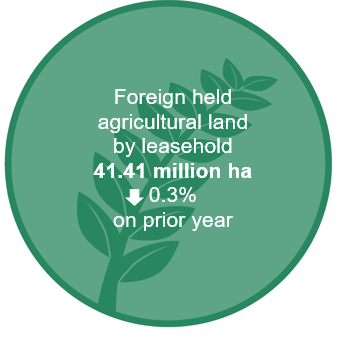 Foreign held
agricultural land
by leasehold
41.41 million ha
0.3%
on prior year